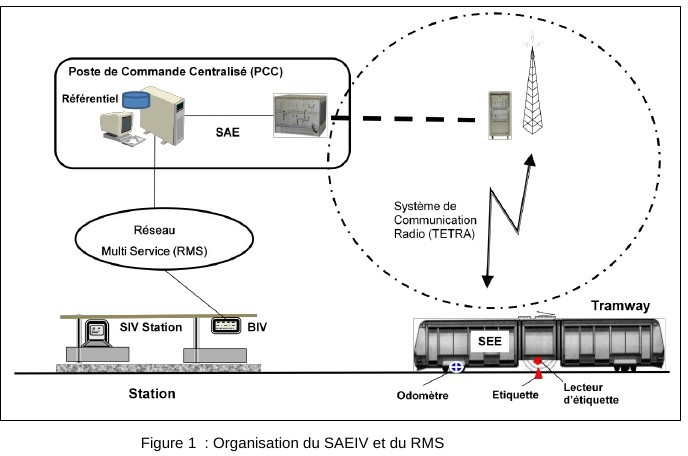 Poste de Commande Centralisé (PCC)
Référentiel
SAE
Système de
Communication
Radio (TETRA)
Réseau
Multi Service (RMS)
Tramway
SIV Station
BIV
SEE
Station
Odomètre
Etiquette
Lecteur
d'étiquette
Figure 1 : Organisation du SAEIV et du RMS